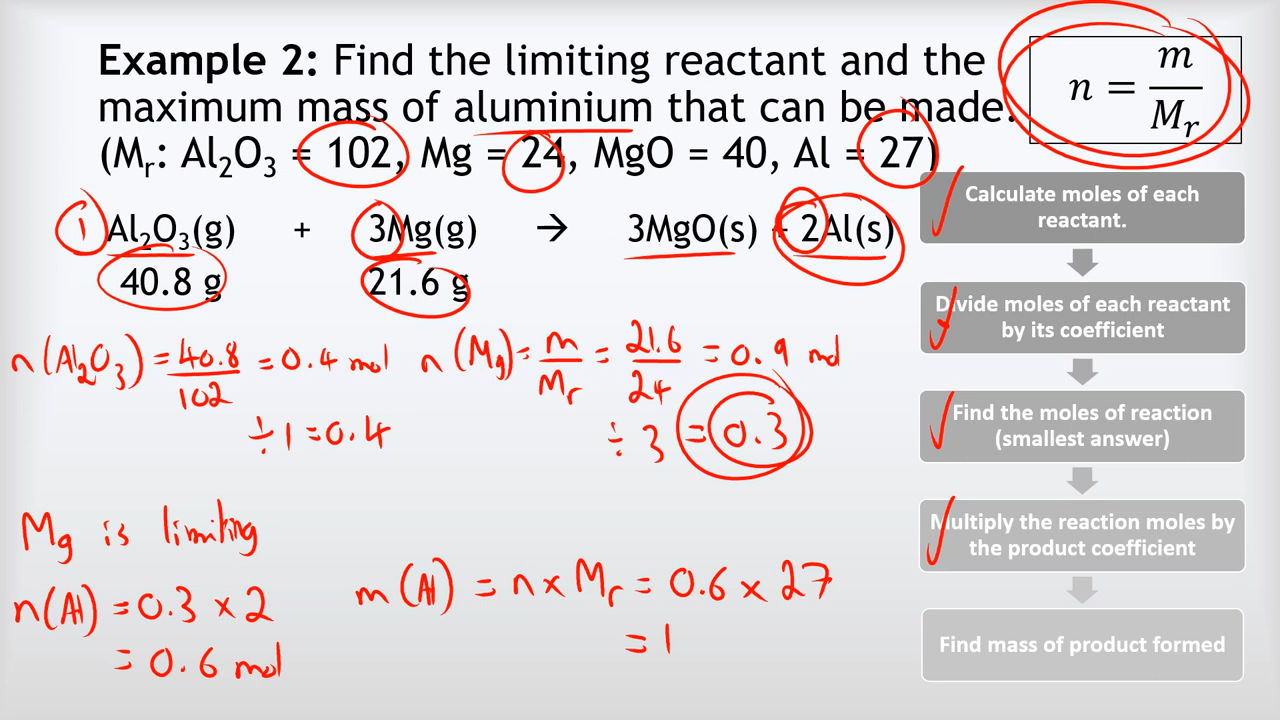 Example 2: Find the limiting reactant and the
maximum mass of aluminium that can be made.
(Mᵣ: Al₂O₃ = 102, Mg = 24, MgO = 40, Al = 27)
n = m/Mᵣ
1 Al₂O₃(g) + 3Mg(g) → 3MgO(s) + 2Al(s)
40.8 g 21.6 g
n(Al₂O₃) = 40.8/102 = 0.4 mol
÷ 1 = 0.4
n(Mg) = m/Mᵣ = 21.6/24 = 0.9 mol
÷ 3 = 0.3
Mg is limiting
n(Al) = 0.3 × 2
= 0.6 mol
m(Al) = n × Mᵣ = 0.6 × 27
= 1
Calculate moles of each
reactant.
Divide moles of each reactant
by its coefficient
Find the moles of reaction
(smallest answer)
Multiply the reaction moles by
the product coefficient
Find mass of product formed